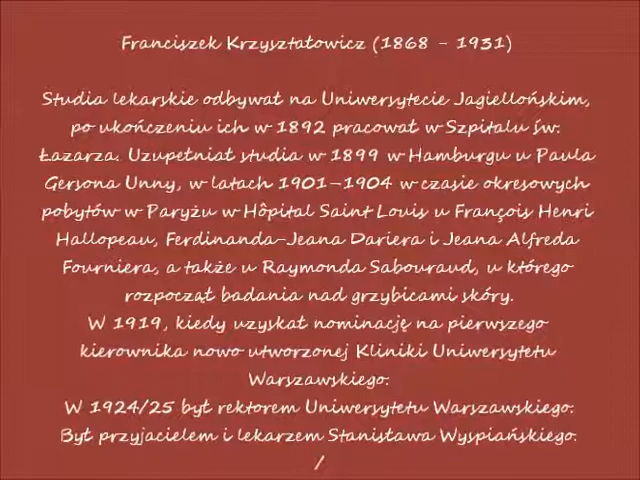 Franciszek Krzyształowicz (1868 - 1931)
Studia lekarskie odbywał na Uniwersytecie Jagiellońskim,
po ukończeniu ich w 1892 pracował w Szpitalu św.
Łazarza. Uzupełniał studia w 1899 w Hamburgu u Paula
Gersona Unny, w latach 1901–1904 w czasie okresowych
pobytów w Paryżu w Hôpital Saint Louis u François Henri
Hallopeau, Ferdinanda-Jeana Dariera i Jeana Alfreda
Fourniera, a także u Raymonda Sabouraud, u którego
rozpoczął badania nad grzybicami skóry.
W 1919, kiedy uzyskał nominację na pierwszego
kierownika nowo utworzonej Kliniki Uniwersytetu
Warszawskiego.
W 1924/25 był rektorem Uniwersytetu Warszawskiego.
Był przyjacielem i lekarzem Stanisława Wyspiańskiego.
/